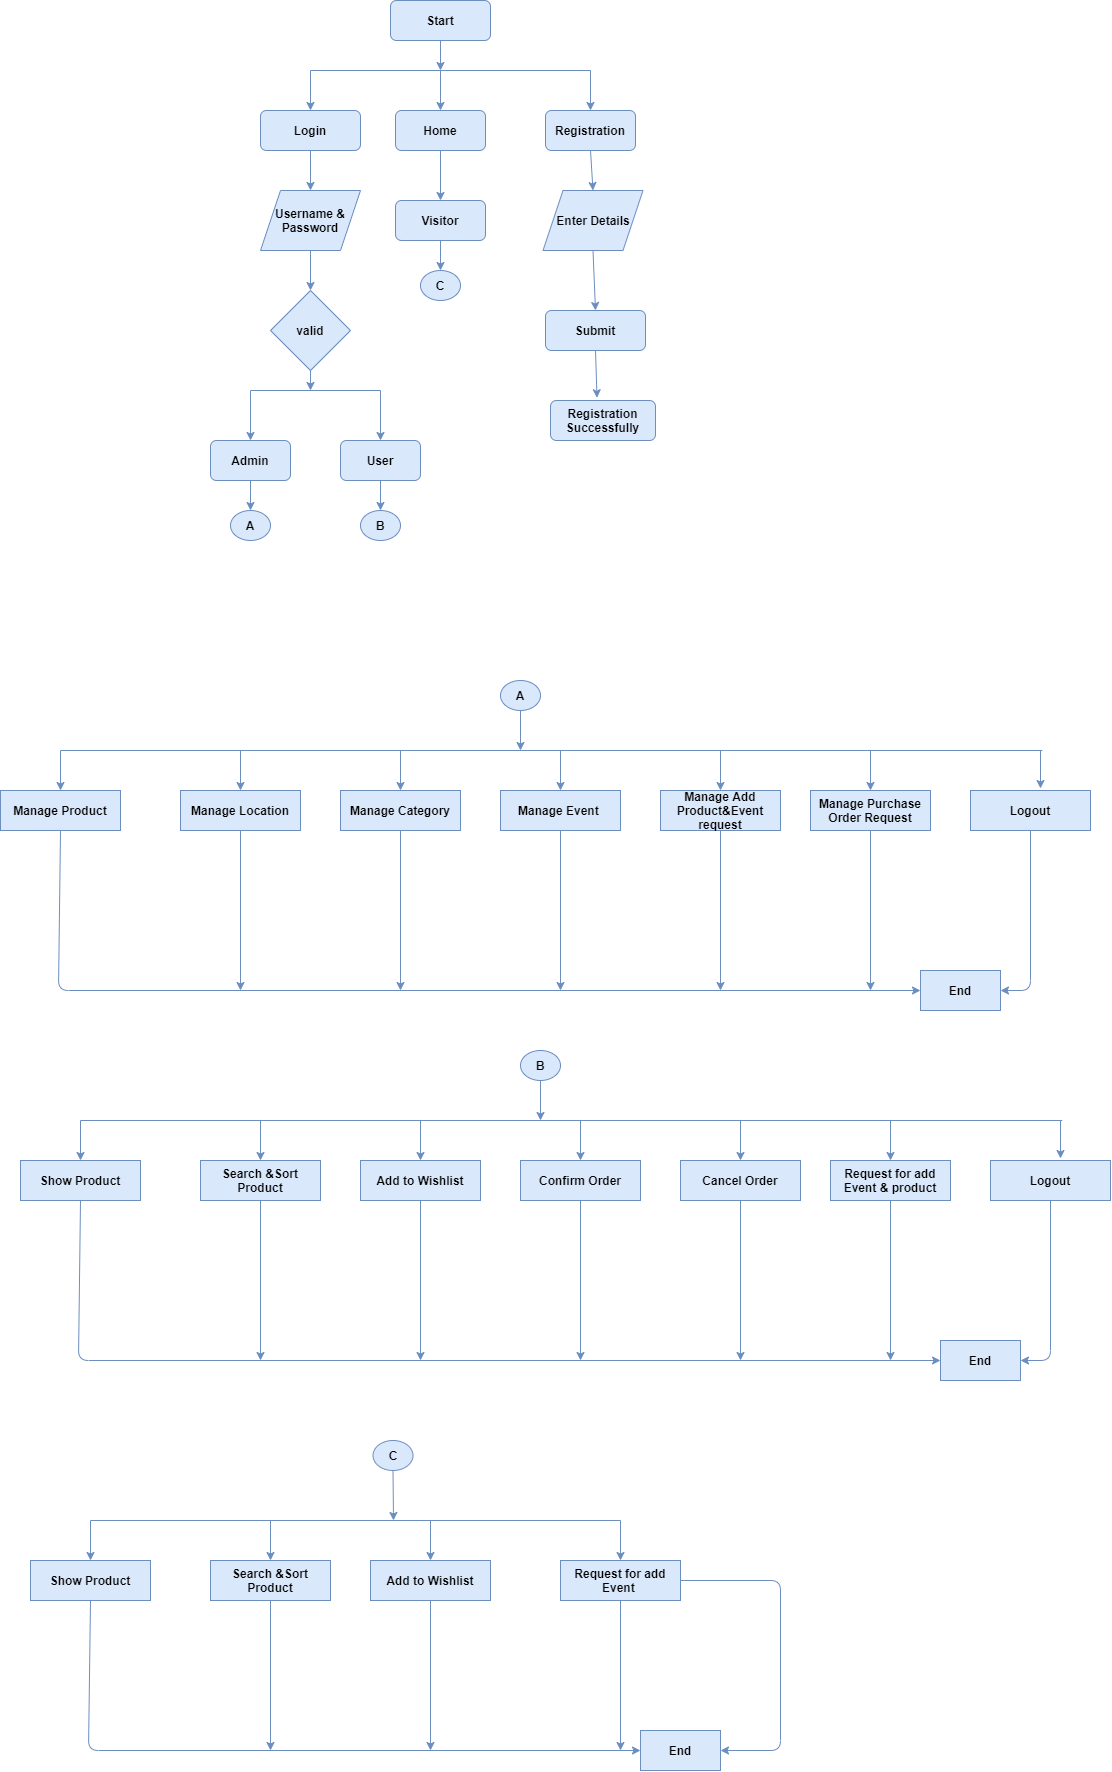 Start
Login
Home
Registration
Username &
Password
Visitor
Enter Details
C
valid
Submit
Registration
Successfully
Admin
User
A
B
A
Manage Product
Manage Location
Manage Category
Manage Event
Manage Add
Product&Event
request
Manage Purchase
Order Request
Logout
End
B
Show Product
Search &Sort
Product
Add to Wishlist
Confirm Order
Cancel Order
Request for add
Event & product
Logout
End
C
Show Product
Search &Sort
Product
Add to Wishlist
Request for add
Event
End